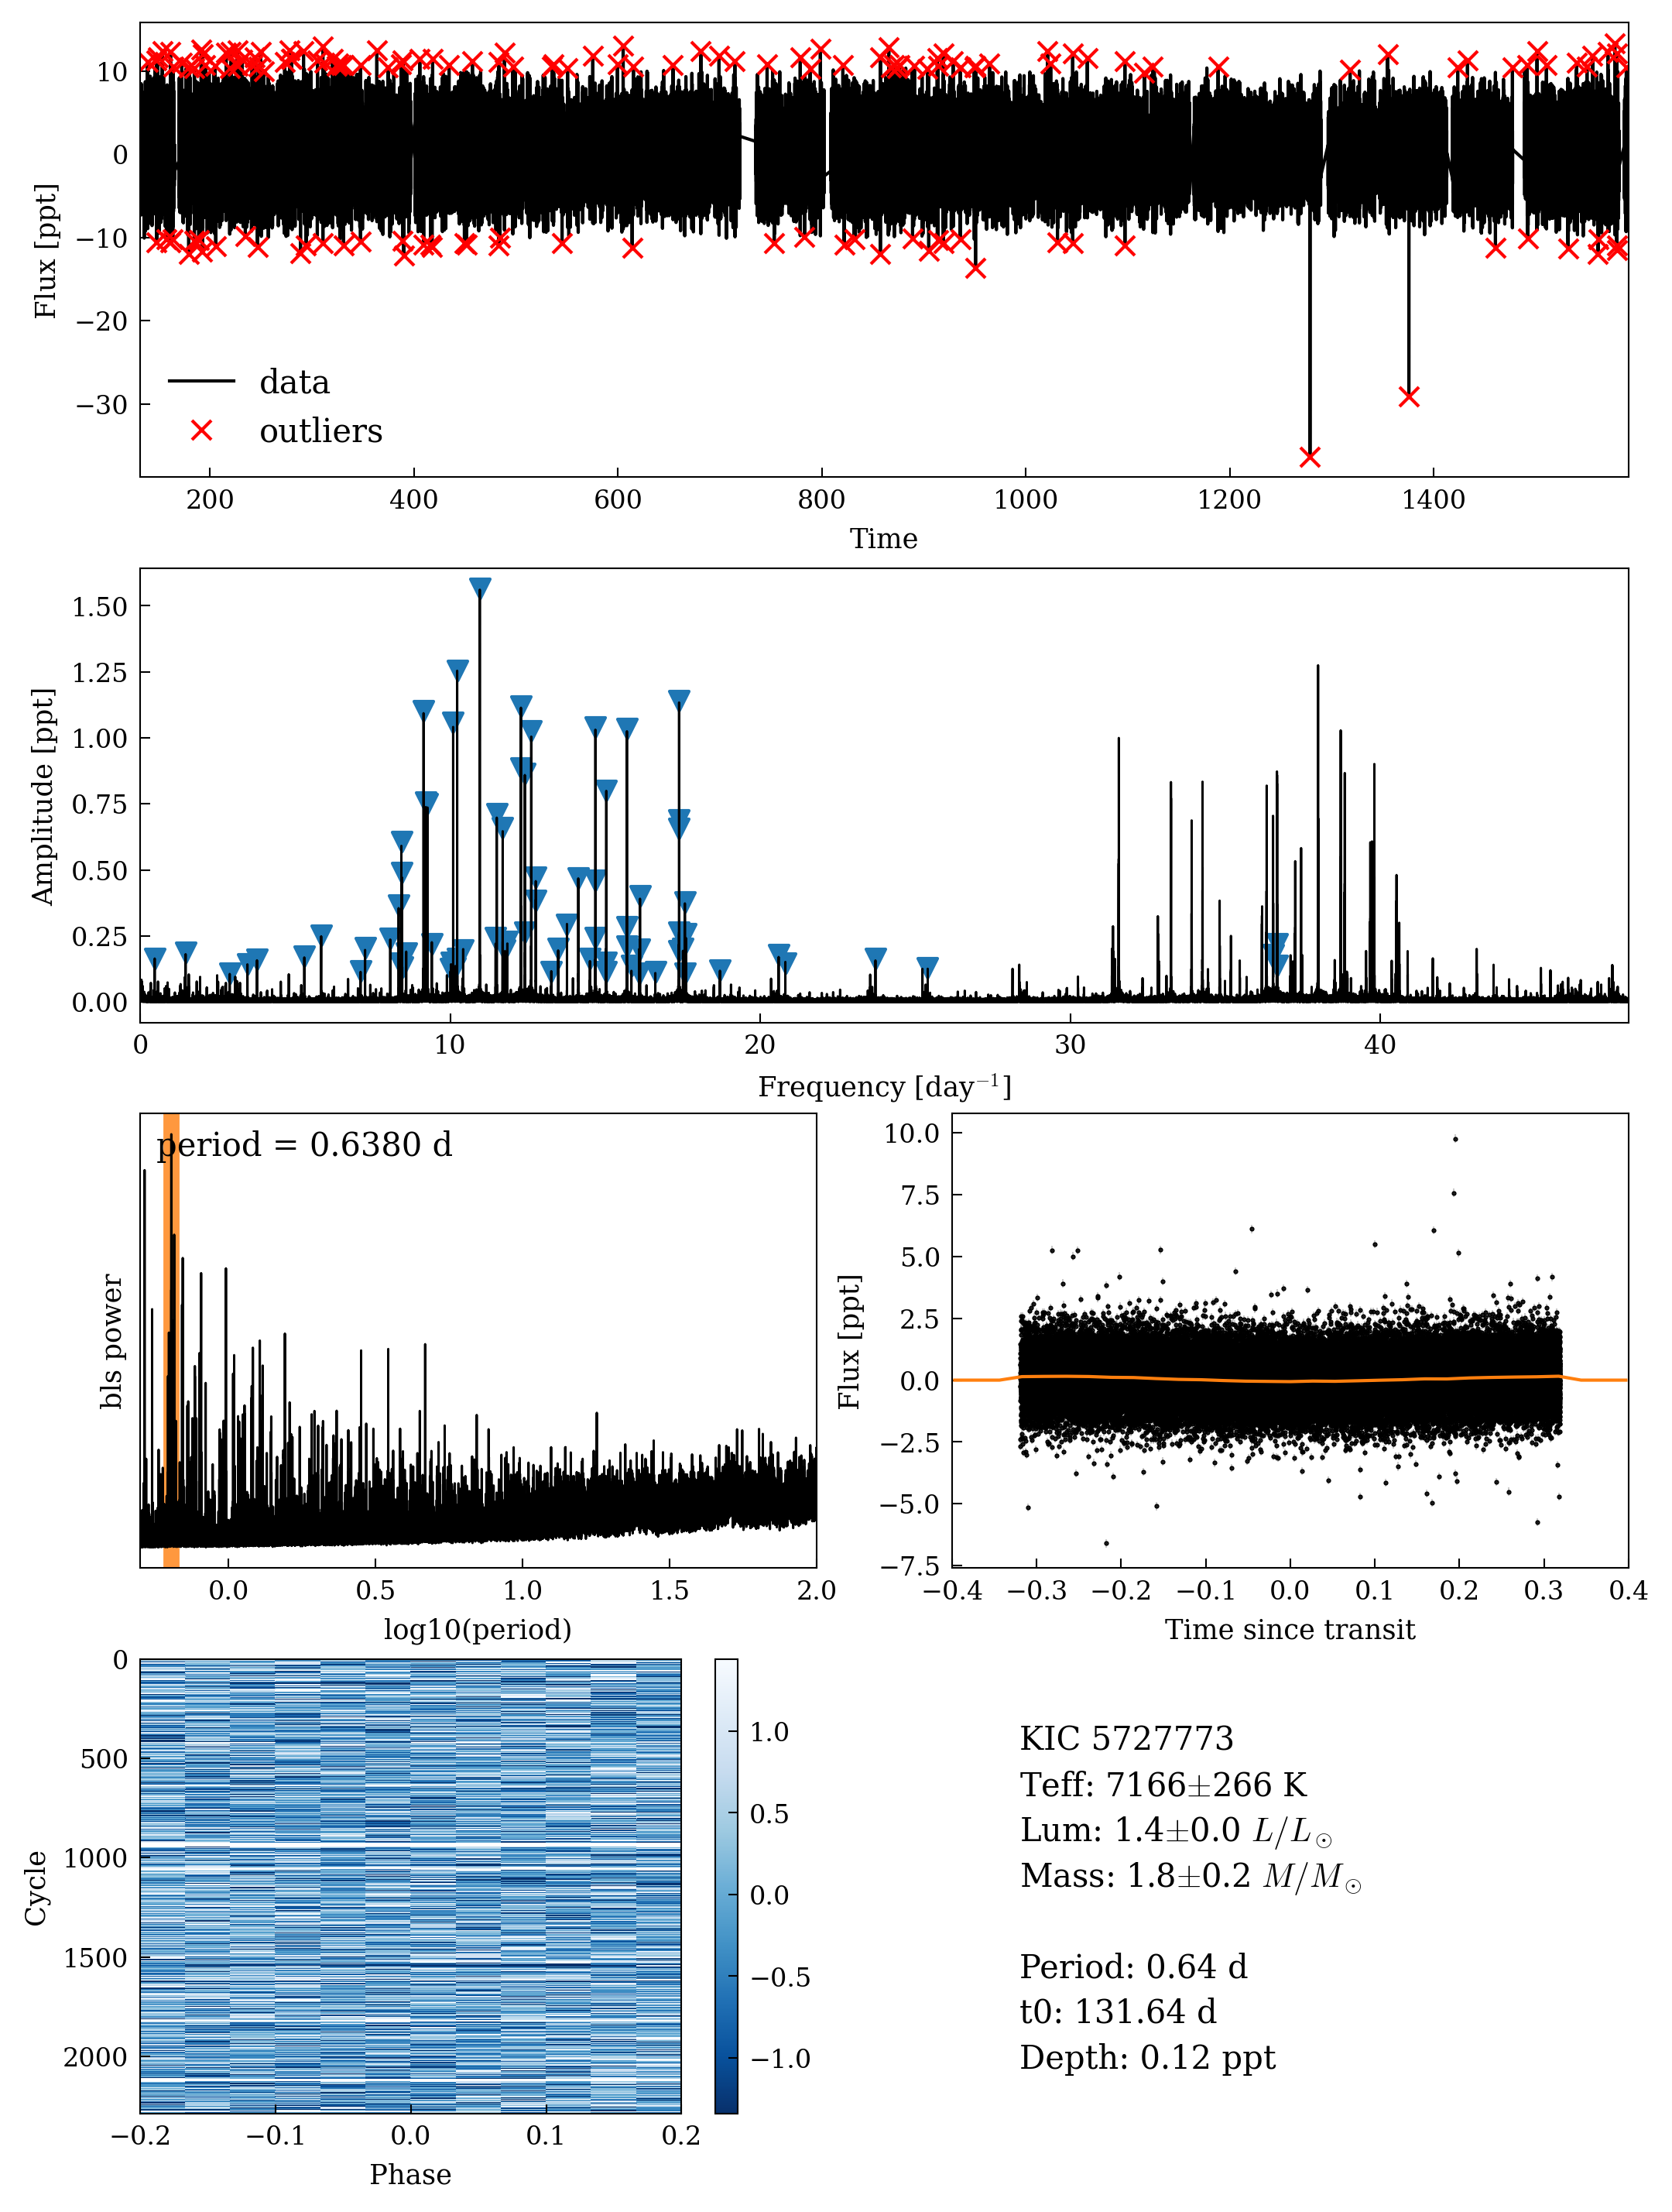 10
0
−10
−20
−30
Flux [ppt]
data
outliers
200 400 600 800 1000 1200 1400
Time
1.50
1.25
1.00
0.75
0.50
0.25
0.00
Amplitude [ppt]
0 10 20 30 40
Frequency [day⁻¹]
period = 0.6380 d
bls power
0.0 0.5 1.0 1.5 2.0
log10(period)
10.0
7.5
5.0
2.5
0.0
−2.5
−5.0
−7.5
Flux [ppt]
−0.4 −0.3 −0.2 −0.1 0.0 0.1 0.2 0.3 0.4
Time since transit
0
500
1000
1500
2000
Cycle
−0.2 −0.1 0.0 0.1 0.2
Phase
1.0
0.5
0.0
−0.5
−1.0
KIC 5727773
Teff: 7166±266 K
Lum: 1.4±0.0 L/L⊙
Mass: 1.8±0.2 M/M⊙
Period: 0.64 d
t0: 131.64 d
Depth: 0.12 ppt